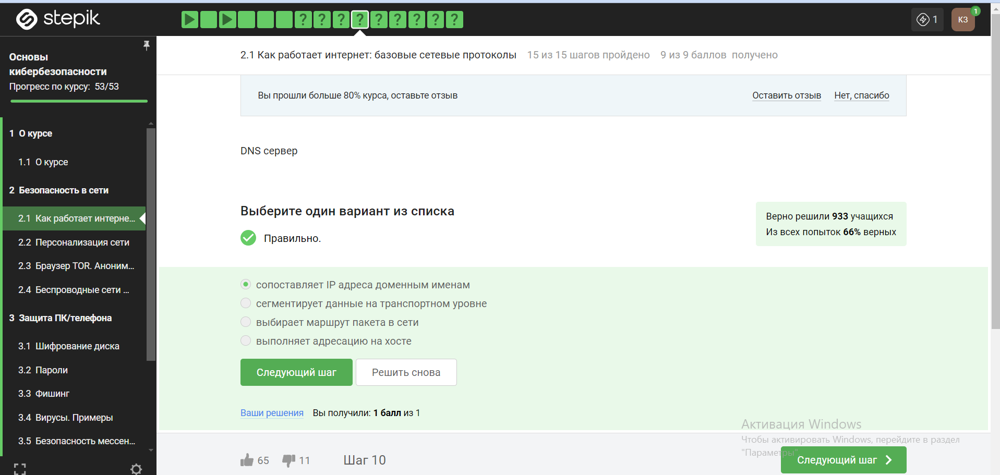 stepik
?
?
?
?
?
?
?
?
?
1
КЗ
1
Основы
кибербезопасности
Прогресс по курсу: 53/53
1 О курсе
1.1 О курсе
2 Безопасность в сети
2.1 Как работает интерне...
2.2 Персонализация сети
2.3 Браузер TOR. Аноним...
2.4 Беспроводные сети ...
3 Защита ПК/телефона
3.1 Шифрование диска
3.2 Пароли
3.3 Фишинг
3.4 Вирусы. Примеры
3.5 Безопасность мессен...
2.1 Как работает интернет: базовые сетевые протоколы 15 из 15 шагов пройдено 9 из 9 баллов получено
Вы прошли больше 80% курса, оставьте отзыв Оставить отзыв Нет, спасибо
DNS сервер
Выберите один вариант из списка
Правильно.
Верно решили 933 учащихся
Из всех попыток 66% верных
сопоставляет IP адреса доменным именам
сегментирует данные на транспортном уровне
выбирает маршрут пакета в сети
выполняет адресацию на хосте
Следующий шаг Решить снова
Ваши решения Вы получили: 1 балл из 1
65 11 Шаг 10
Активация Windows
Чтобы активировать Windows, перейдите в раздел
"Параметры"
Следующий шаг